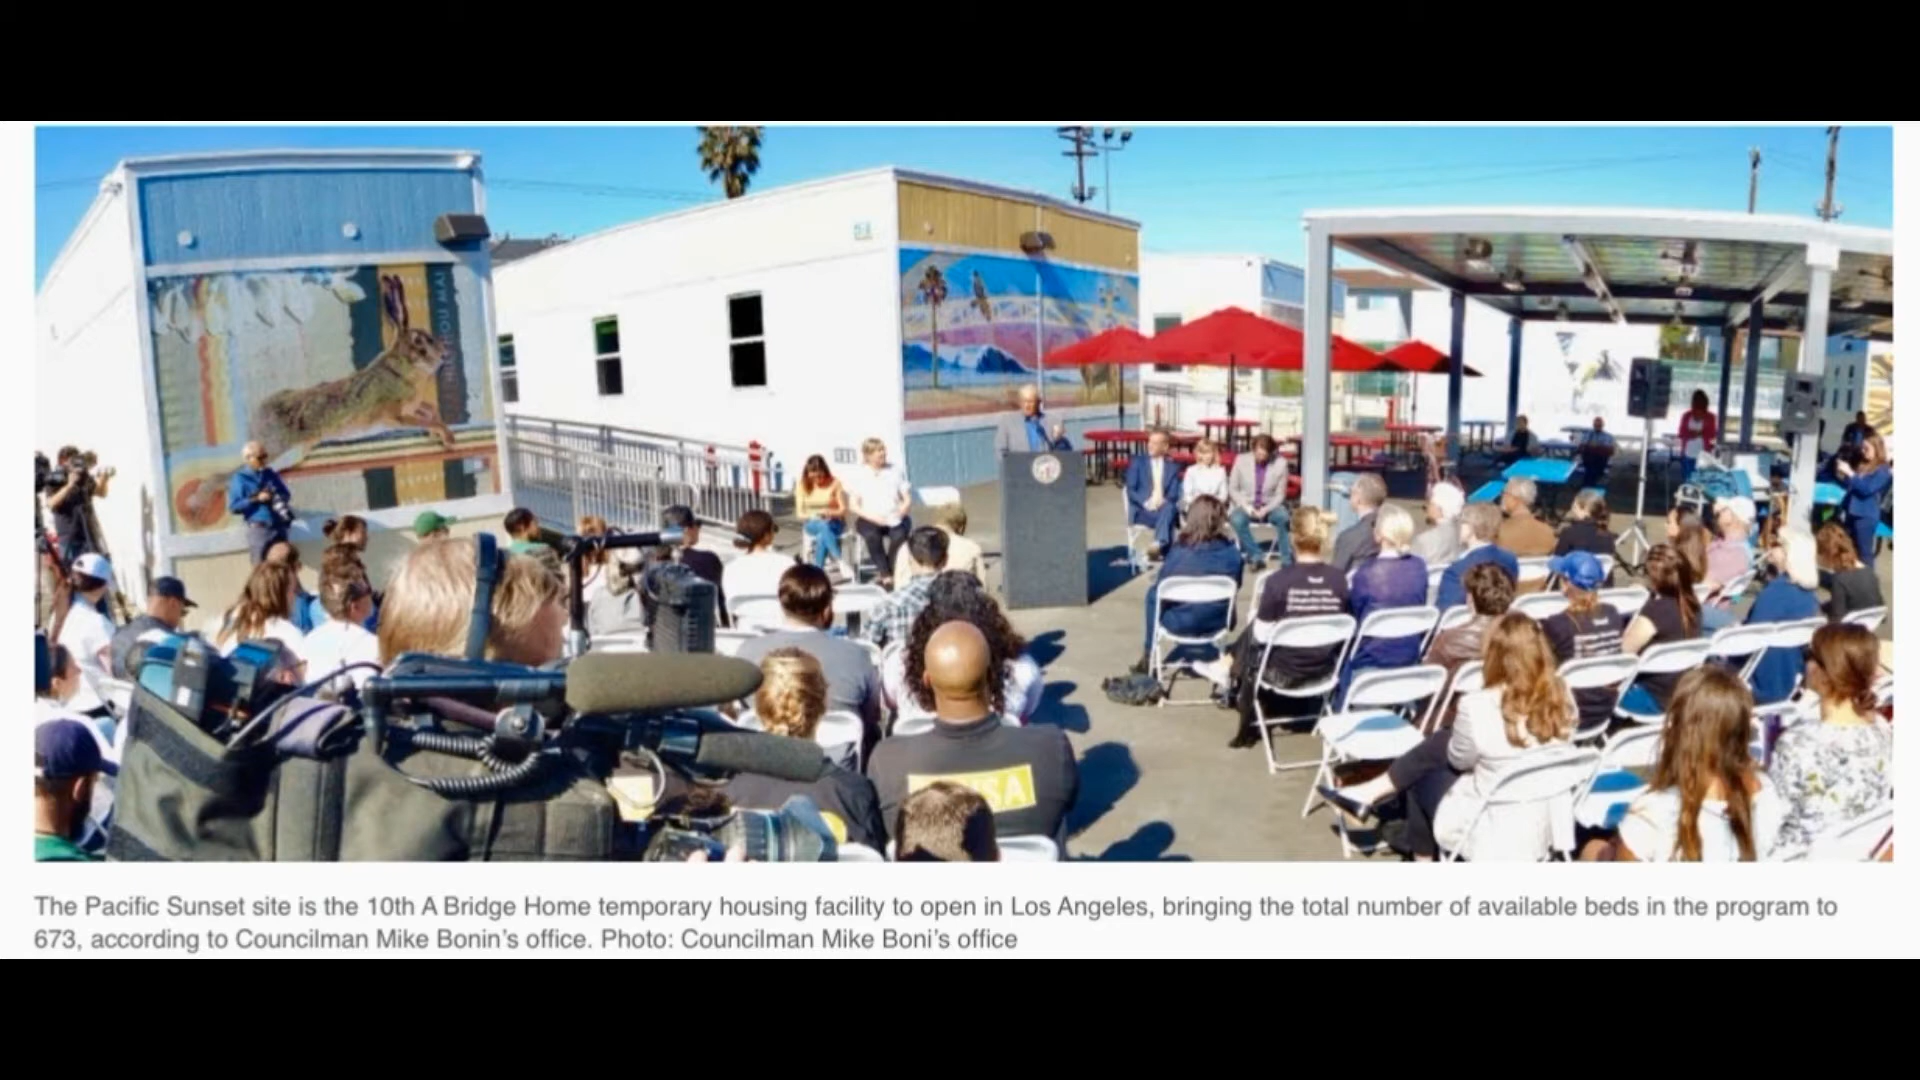 The Pacific Sunset site is the 10th A Bridge Home temporary housing facility to open in Los Angeles, bringing the total number of available beds in the program to
673, according to Councilman Mike Bonin's office. Photo: Councilman Mike Boni's office